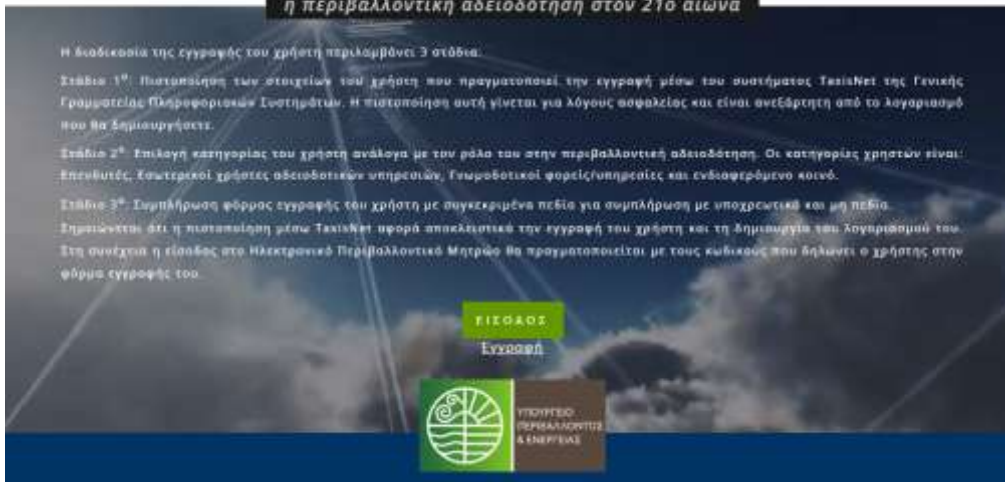 η περιβαλλοντική αδειοδότηση στον 21ο αιώνα
Η διαδικασία της εγγραφής του χρήστη περιλαμβάνει 3 στάδια.
Στάδιο 1ο: Πιστοποίηση των στοιχείων του χρήστη που πραγματοποιεί την εγγραφή μέσω του συστήματος TaxisNet της Γενικής
Γραμματείας Πληροφοριακών Συστημάτων. Η πιστοποίηση αυτή γίνεται για λόγους ασφαλείας και είναι ανεξάρτητη από το λογαριασμό
που θα δημιουργήσετε.
Στάδιο 2ο: Επιλογή κατηγορίας του χρήστη ανάλογα με τον ρόλο του στην περιβαλλοντική αδειοδότηση. Οι κατηγορίες χρηστών είναι:
Επενδυτές, Εσωτερικοί χρήστες αδειοδοτικών υπηρεσιών, Γνωμοδοτικοί φορείς/υπηρεσίες και ενδιαφερόμενο κοινό.
Στάδιο 3ο: Συμπλήρωση φόρμας εγγραφής του χρήστη με συγκεκριμένα πεδία για συμπλήρωση με υποχρεωτικά και μη πεδία.
Σημειώνεται ότι η πιστοποίηση μέσω TaxisNet αφορά αποκλειστικά την εγγραφή του χρήστη και τη δημιουργία του λογαριασμού του.
Στη συνέχεια η είσοδος στο Ηλεκτρονικό Περιβαλλοντικό Μητρώο θα πραγματοποιείται με τους κωδικούς που δηλώνει ο χρήστης στην
φόρμα εγγραφής του.
ΕΙΣΟΔΟΣ
Εγγραφή
ΥΠΟΥΡΓΕΙΟ
ΠΕΡΙΒΑΛΛΟΝΤΟΣ
& ΕΝΕΡΓΕΙΑΣ